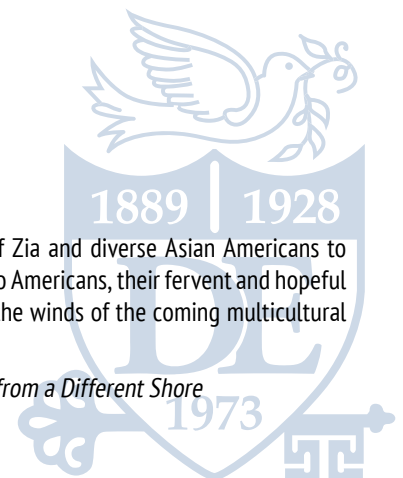 1889 1928
f Zia and diverse Asian Americans to
o Americans, their fervent and hopeful
he winds of the coming multicultural
from a Different Shore
DE
1973